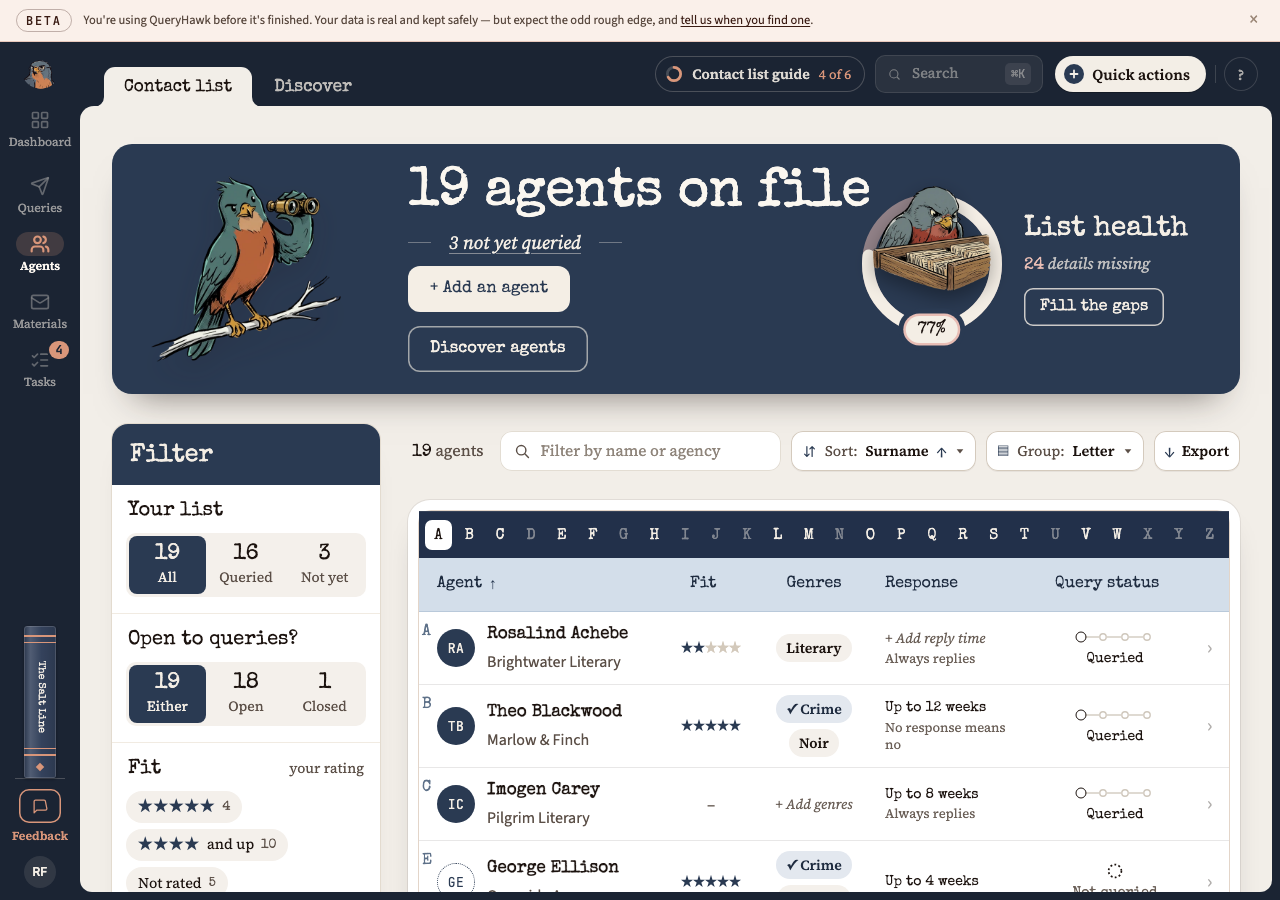 BETA
You're using QueryHawk before it's finished. Your data is real and kept safely — but expect the odd rough edge, and tell us when you find one.
×
Contact list
Discover
Contact list guide 4 of 6
Search ⌘K
+ Quick actions
?
Dashboard
Queries
Agents
Materials
4
Tasks
The Salt Line
Feedback
RF
19 agents on file
3 not yet queried
+ Add an agent
Discover agents
77%
List health
24 details missing
Fill the gaps
Filter
Your list
19 All
16 Queried
3 Not yet
Open to queries?
19 Either
18 Open
1 Closed
Fit your rating
★★★★★ 4
★★★★ and up 10
Not rated 5
19 agents
Filter by name or agency
Sort: Surname ↑
Group: Letter
↓ Export
A B C D E F G H I J K L M N O P Q R S T U V W X Y Z
Agent ↑ Fit Genres Response Query status
A
RA
Rosalind Achebe
Brightwater Literary
★★★★★
Literary
+ Add reply time
Always replies
Queried
B
TB
Theo Blackwood
Marlow & Finch
★★★★★
✓ Crime
Noir
Up to 12 weeks
No response means
no
Queried
C
IC
Imogen Carey
Pilgrim Literary
–
+ Add genres
Up to 8 weeks
Always replies
Queried
E
GE
George Ellison
★★★★★
✓ Crime
Up to 4 weeks
Not queried